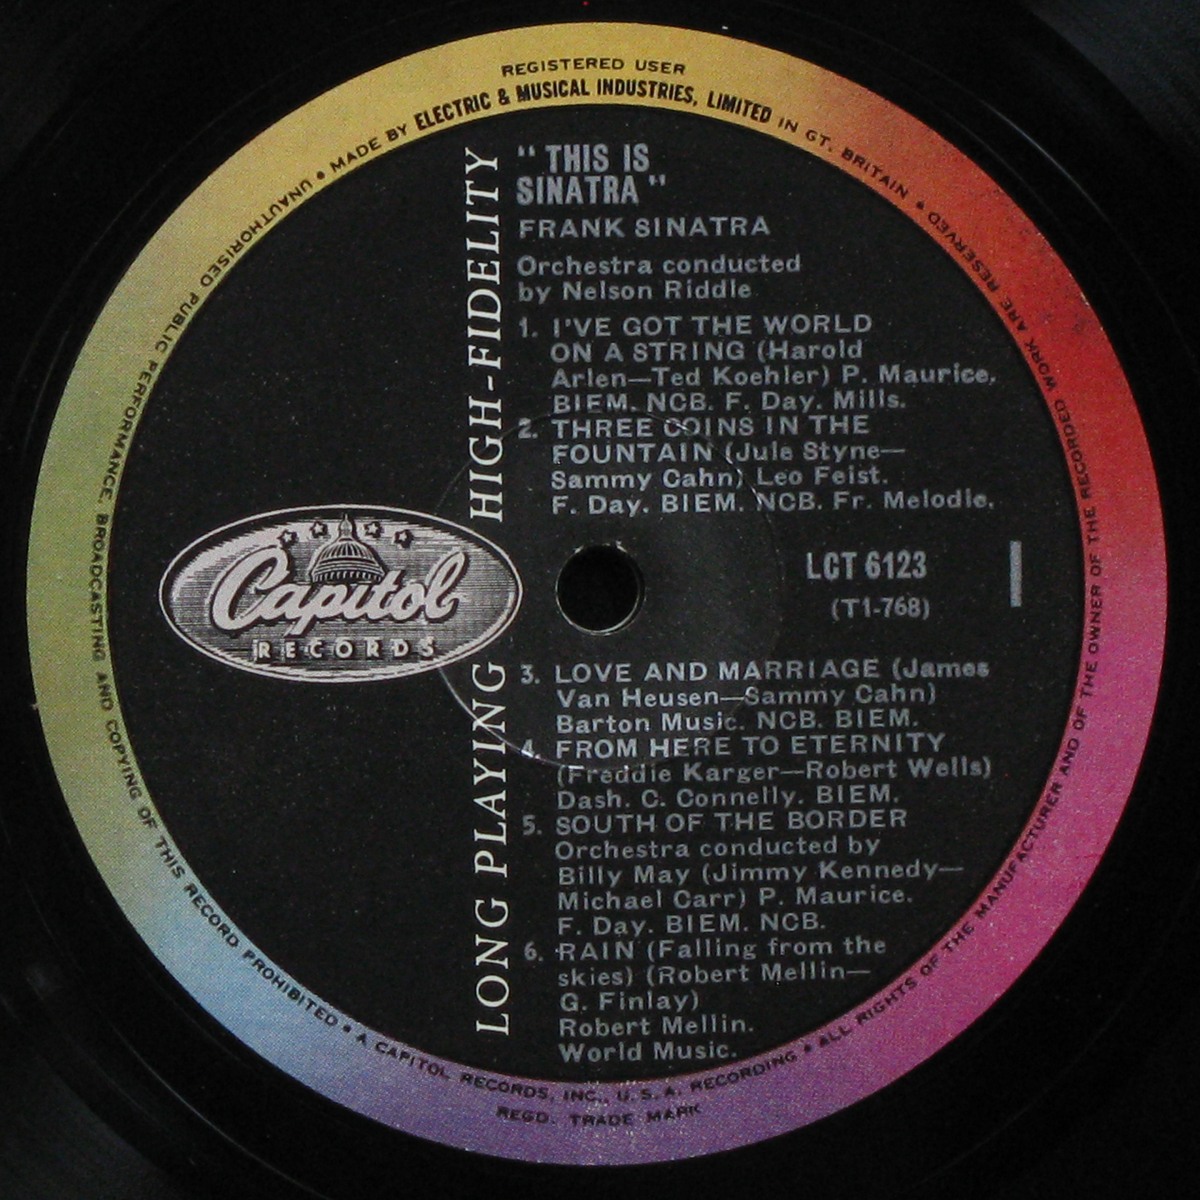 REGISTERED USER
MADE BY ELECTRIC & MUSICAL INDUSTRIES, LIMITED IN GT. BRITAIN • ALL RIGHTS OF THE MANUFACTURER AND OF THE OWNER OF THE RECORDED WORK ARE RESERVED • UNAUTHORISED PUBLIC PERFORMANCE, BROADCASTING AND COPYING OF THIS RECORD PROHIBITED • A CAPITOL RECORDS, INC., U.S.A. RECORDING •
REGD. TRADE MARK
LONG PLAYING HIGH-FIDELITY
Capitol
RECORDS
" THIS IS
SINATRA "
FRANK SINATRA
Orchestra conducted
by Nelson Riddle
1. I'VE GOT THE WORLD
ON A STRING (Harold
Arlen—Ted Koehler) P. Maurice.
BIEM. NCB. F. Day. Mills.
2. THREE COINS IN THE
FOUNTAIN (Jule Styne—
Sammy Cahn) Leo Feist.
F. Day. BIEM. NCB. Fr. Melodie.
LCT 6123
(T1-768)
1
3. LOVE AND MARRIAGE (James
Van Heusen—Sammy Cahn)
Barton Music. NCB. BIEM.
4. FROM HERE TO ETERNITY
(Freddie Karger—Robert Wells)
Dash. C. Connelly. BIEM.
5. SOUTH OF THE BORDER
Orchestra conducted by
Billy May (Jimmy Kennedy—
Michael Carr) P. Maurice.
F. Day. BIEM. NCB.
6. RAIN (Falling from the
skies) (Robert Mellin—
G. Finlay)
Robert Mellin.
World Music.